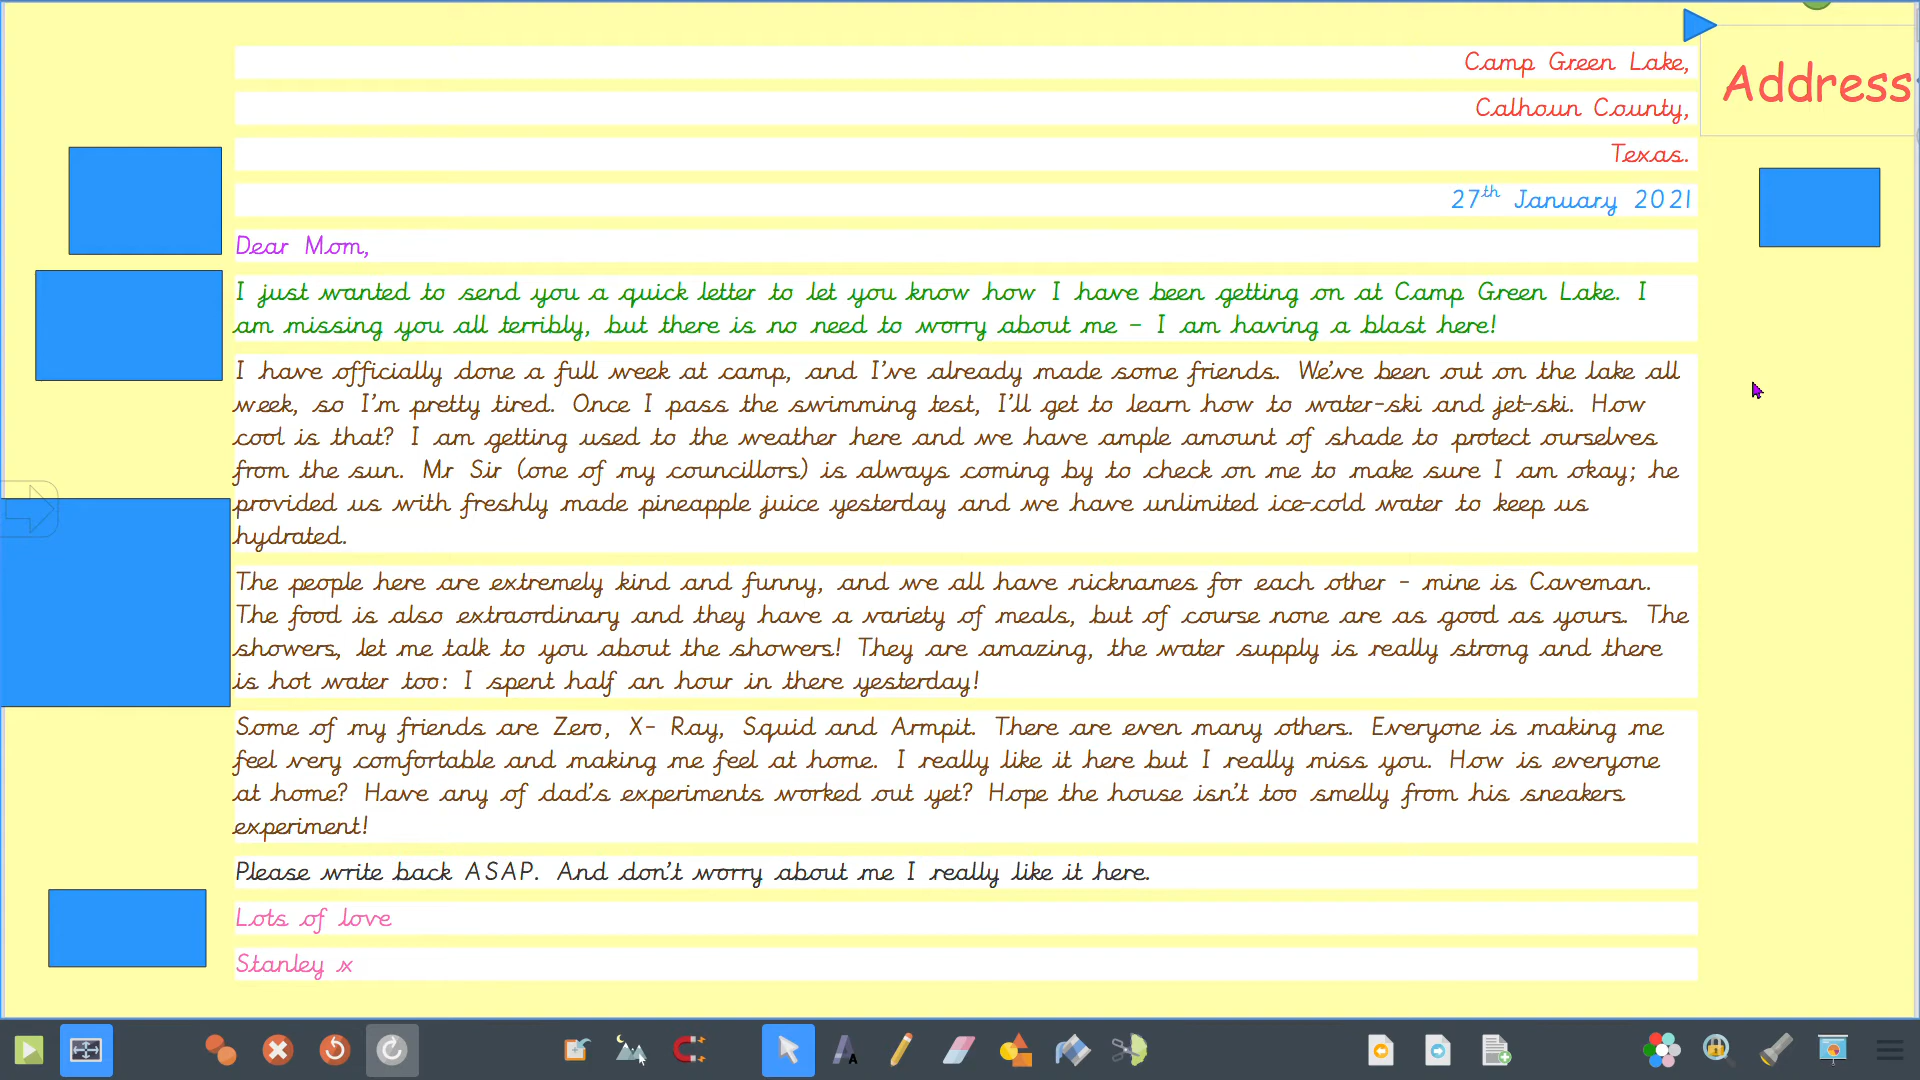 Camp Green Lake,
Address
Calhoun County,
Texas.
27th January 2021
Dear Mom,
I just wanted to send you a quick letter to let you know how I have been getting on at Camp Green Lake. I
am missing you all terribly, but there is no need to worry about me – I am having a blast here!
I have officially done a full week at camp, and I've already made some friends. We've been out on the lake all
week, so I'm pretty tired. Once I pass the swimming test, I'll get to learn how to water-ski and jet-ski. How
cool is that? I am getting used to the weather here and we have ample amount of shade to protect ourselves
from the sun. Mr Sir (one of my councillors) is always coming by to check on me to make sure I am okay; he
provided us with freshly made pineapple juice yesterday and we have unlimited ice-cold water to keep us
hydrated.
The people here are extremely kind and funny, and we all have nicknames for each other – mine is Caveman.
The food is also extraordinary and they have a variety of meals, but of course none are as good as yours. The
showers, let me talk to you about the showers! They are amazing, the water supply is really strong and there
is hot water too: I spent half an hour in there yesterday!
Some of my friends are Zero, X- Ray, Squid and Armpit. There are even many others. Everyone is making me
feel very comfortable and making me feel at home. I really like it here but I really miss you. How is everyone
at home? Have any of dad's experiments worked out yet? Hope the house isn't too smelly from his sneakers
experiment!
Please write back ASAP. And don't worry about me I really like it here.
Lots of love
Stanley x